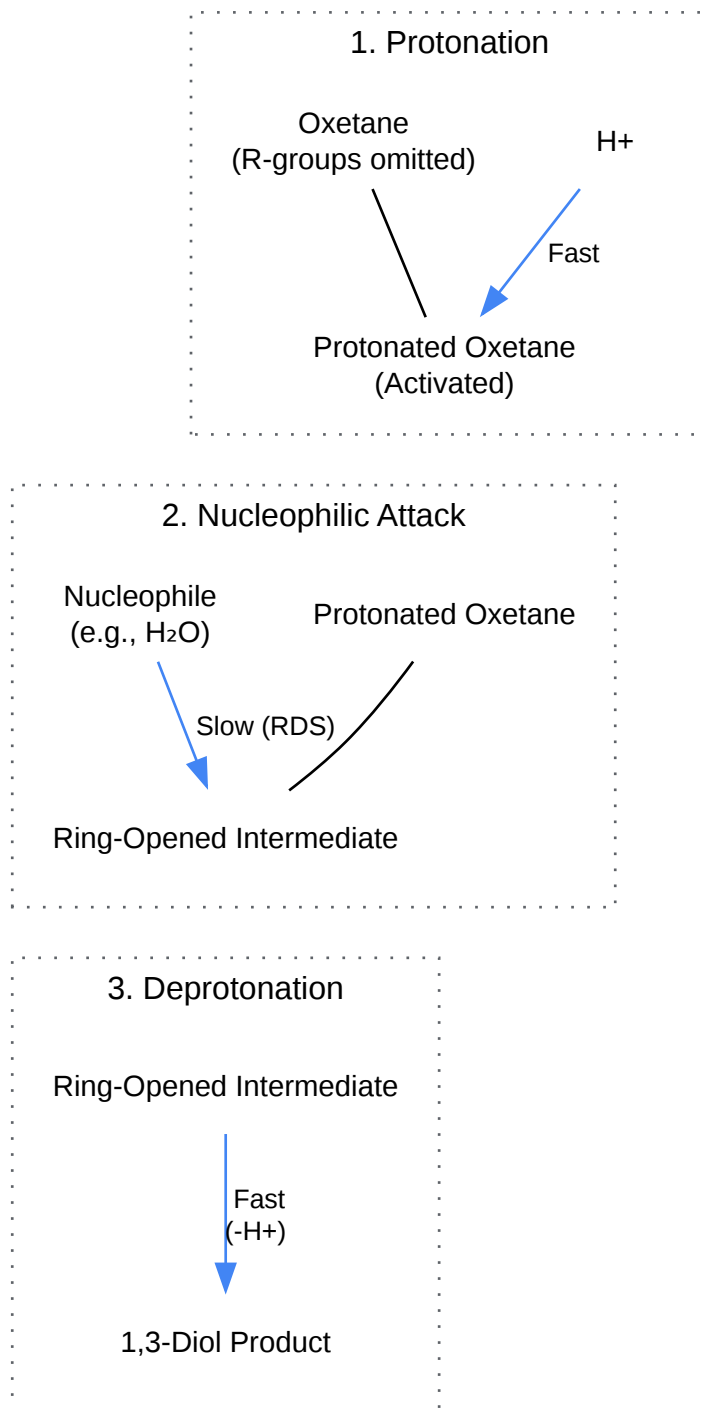 1. Protonation
Oxetane
(R-groups omitted)
H+
Fast
Protonated Oxetane
(Activated)
2. Nucleophilic Attack
Nucleophile
(e.g., H₂O)
Protonated Oxetane
Slow (RDS)
Ring-Opened Intermediate
3. Deprotonation
Ring-Opened Intermediate
Fast
(-H+)
1,3-Diol Product